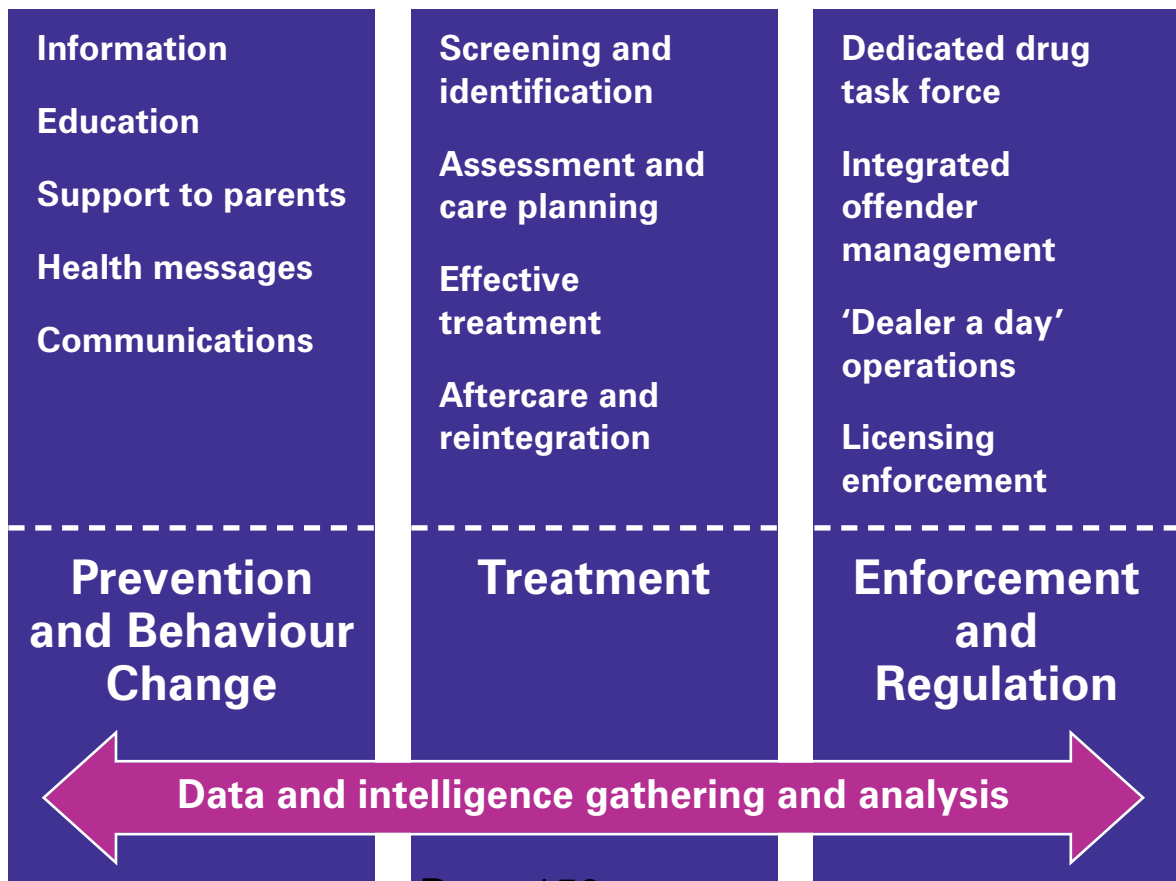 Information
Education
Support to parents
Health messages
Communications
Prevention
and Behaviour
Change
Screening and
identification
Assessment and
care planning
Effective
treatment
Aftercare and
reintegration
Treatment
Dedicated drug
task force
Integrated
offender
management
‘Dealer a day’
operations
Licensing
enforcement
Enforcement
and
Regulation
Data and intelligence gathering and analysis